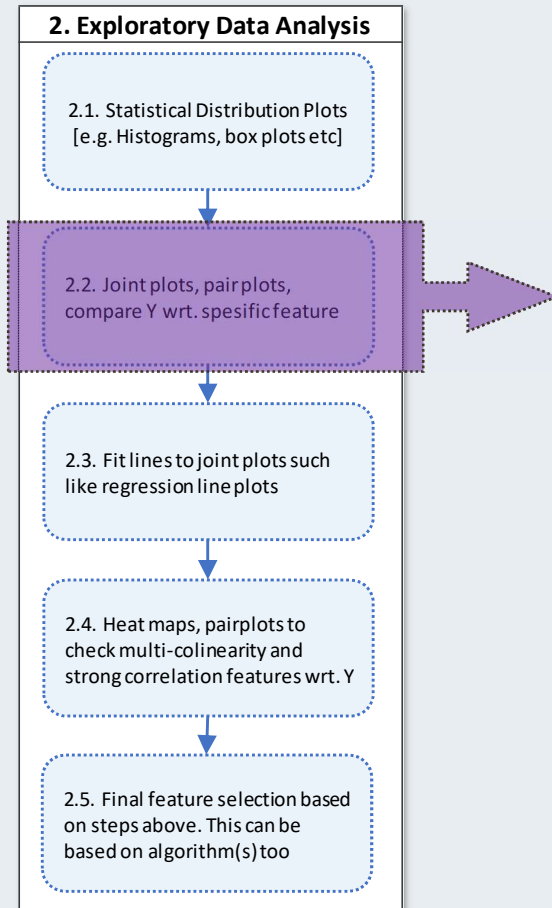 2. Exploratory Data Analysis
2.1. Statistical Distribution Plots
[e.g. Histograms, box plots etc]
2.2. Joint plots, pairplots,
compare Y wrt. spesific feature
2.3. Fit lines to joint plots such
like regression line plots
2.4. Heat maps, pairplots to
check multi-colinearity and
strong correlation features wrt. Y
2.5. Final feature selection based
on steps above. This can be
based on algorithm(s) too